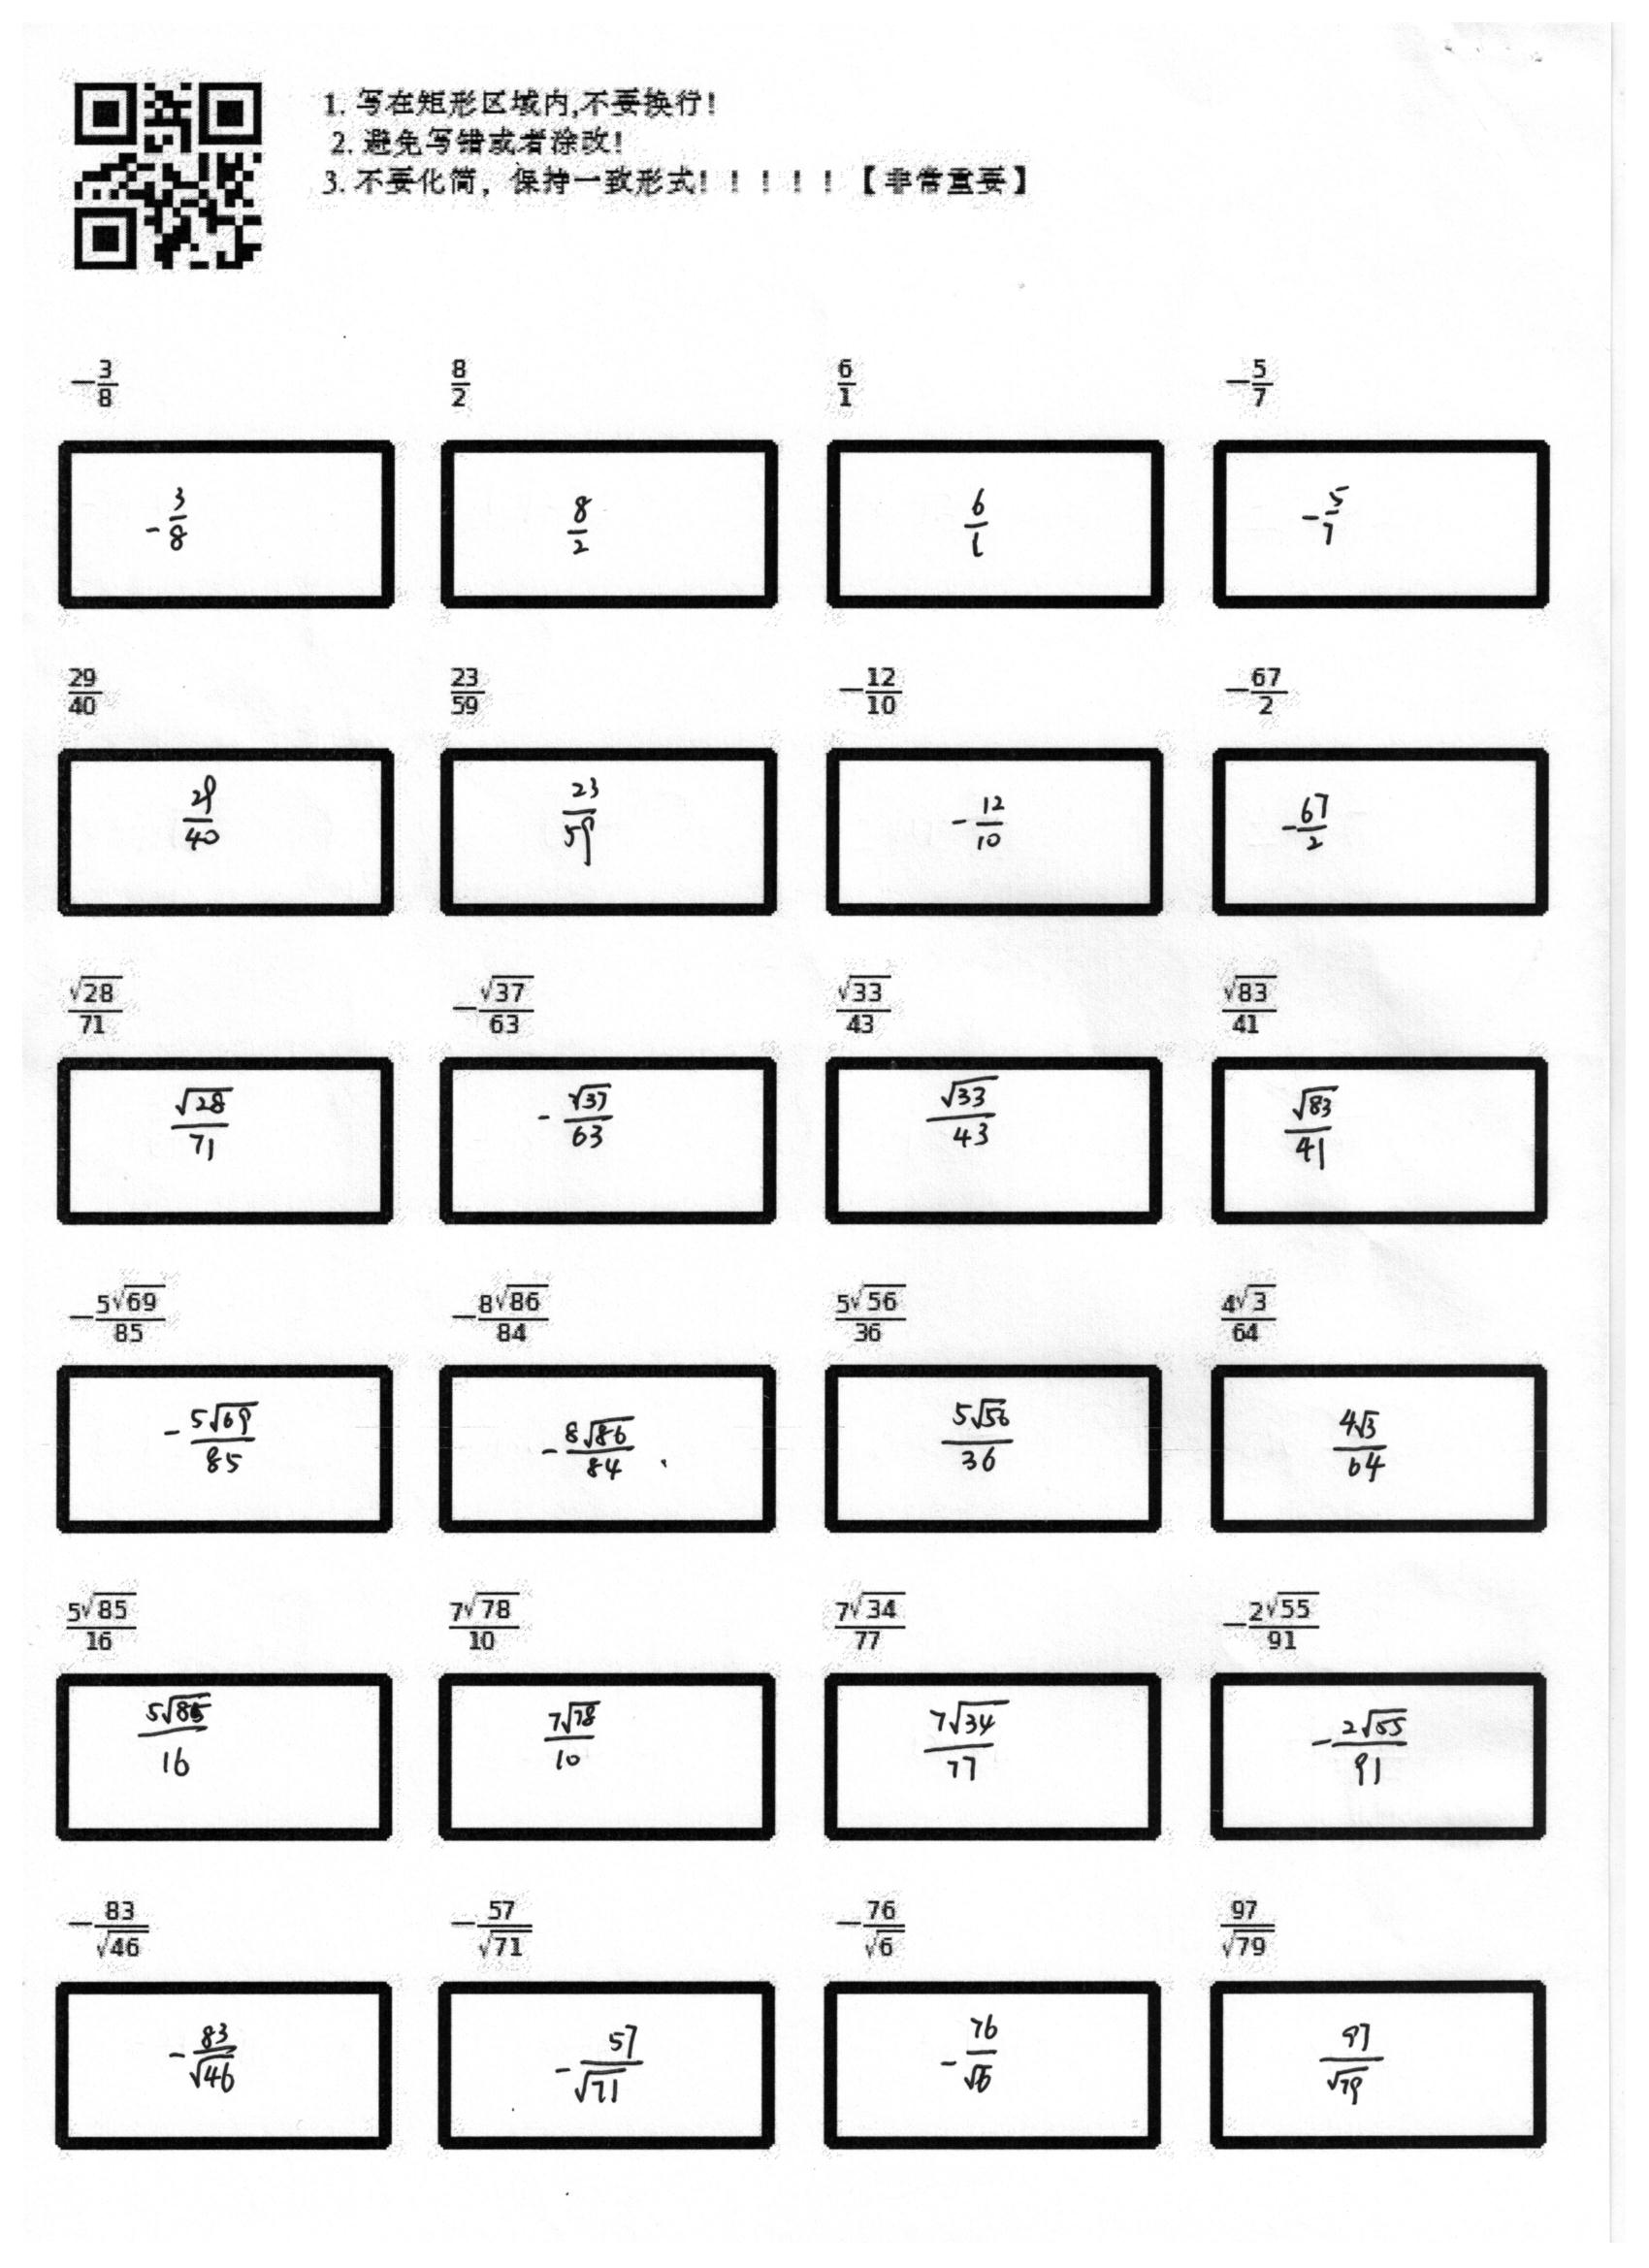 1. 写在矩形区域内,不要换行!
2. 避免写错或者涂改!
3. 不要化简，保持一致形式!！！！！【非常重要】
$-\frac{3}{8}$ $\frac{8}{2}$ $\frac{6}{1}$ $-\frac{5}{7}$
$-\frac{3}{8}$ $\frac{8}{2}$ $\frac{6}{1}$ $-\frac{5}{7}$
$\frac{29}{40}$ $\frac{23}{59}$ $-\frac{12}{10}$ $-\frac{67}{2}$
$\frac{29}{40}$ $\frac{23}{59}$ $-\frac{12}{10}$ $-\frac{67}{2}$
$\frac{\sqrt{28}}{71}$ $-\frac{\sqrt{37}}{63}$ $\frac{\sqrt{33}}{43}$ $\frac{\sqrt{83}}{41}$
$\frac{\sqrt{28}}{71}$ $-\frac{\sqrt{37}}{63}$ $\frac{\sqrt{33}}{43}$ $\frac{\sqrt{83}}{41}$
$-\frac{5\sqrt{69}}{85}$ $-\frac{8\sqrt{86}}{84}$ $\frac{5\sqrt{56}}{36}$ $\frac{4\sqrt{3}}{64}$
$-\frac{5\sqrt{69}}{85}$ $-\frac{8\sqrt{86}}{84}$ $\frac{5\sqrt{56}}{36}$ $\frac{4\sqrt{3}}{64}$
$\frac{5\sqrt{85}}{16}$ $\frac{7\sqrt{78}}{10}$ $\frac{7\sqrt{34}}{77}$ $-\frac{2\sqrt{55}}{91}$
$\frac{5\sqrt{85}}{16}$ $\frac{7\sqrt{78}}{10}$ $\frac{7\sqrt{34}}{77}$ $-\frac{2\sqrt{55}}{91}$
$-\frac{83}{\sqrt{46}}$ $-\frac{57}{\sqrt{71}}$ $-\frac{76}{\sqrt{6}}$ $\frac{97}{\sqrt{79}}$
$-\frac{83}{\sqrt{46}}$ $-\frac{57}{\sqrt{71}}$ $-\frac{76}{\sqrt{6}}$ $\frac{97}{\sqrt{79}}$